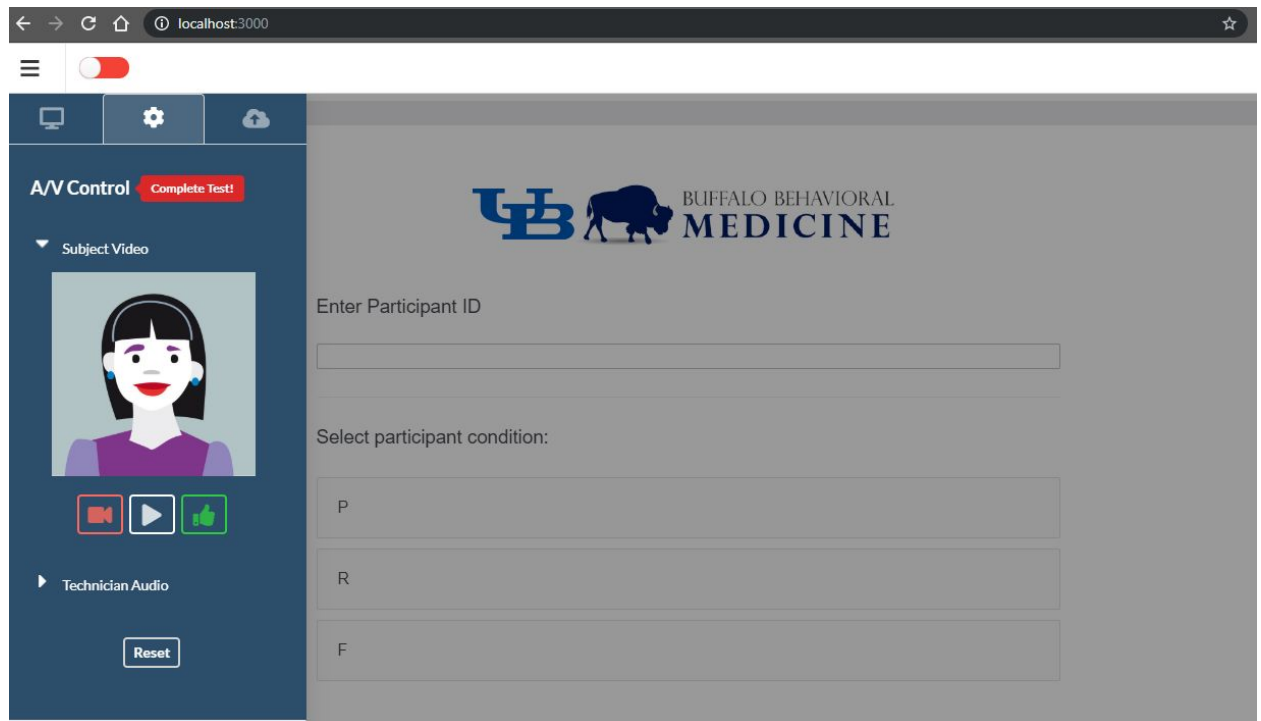 localhost:3000
A/V Control Complete Test!
Subject Video
Technician Audio
Reset
UB BUFFALO BEHAVIORAL
MEDICINE
Enter Participant ID
Select participant condition:
P
R
F